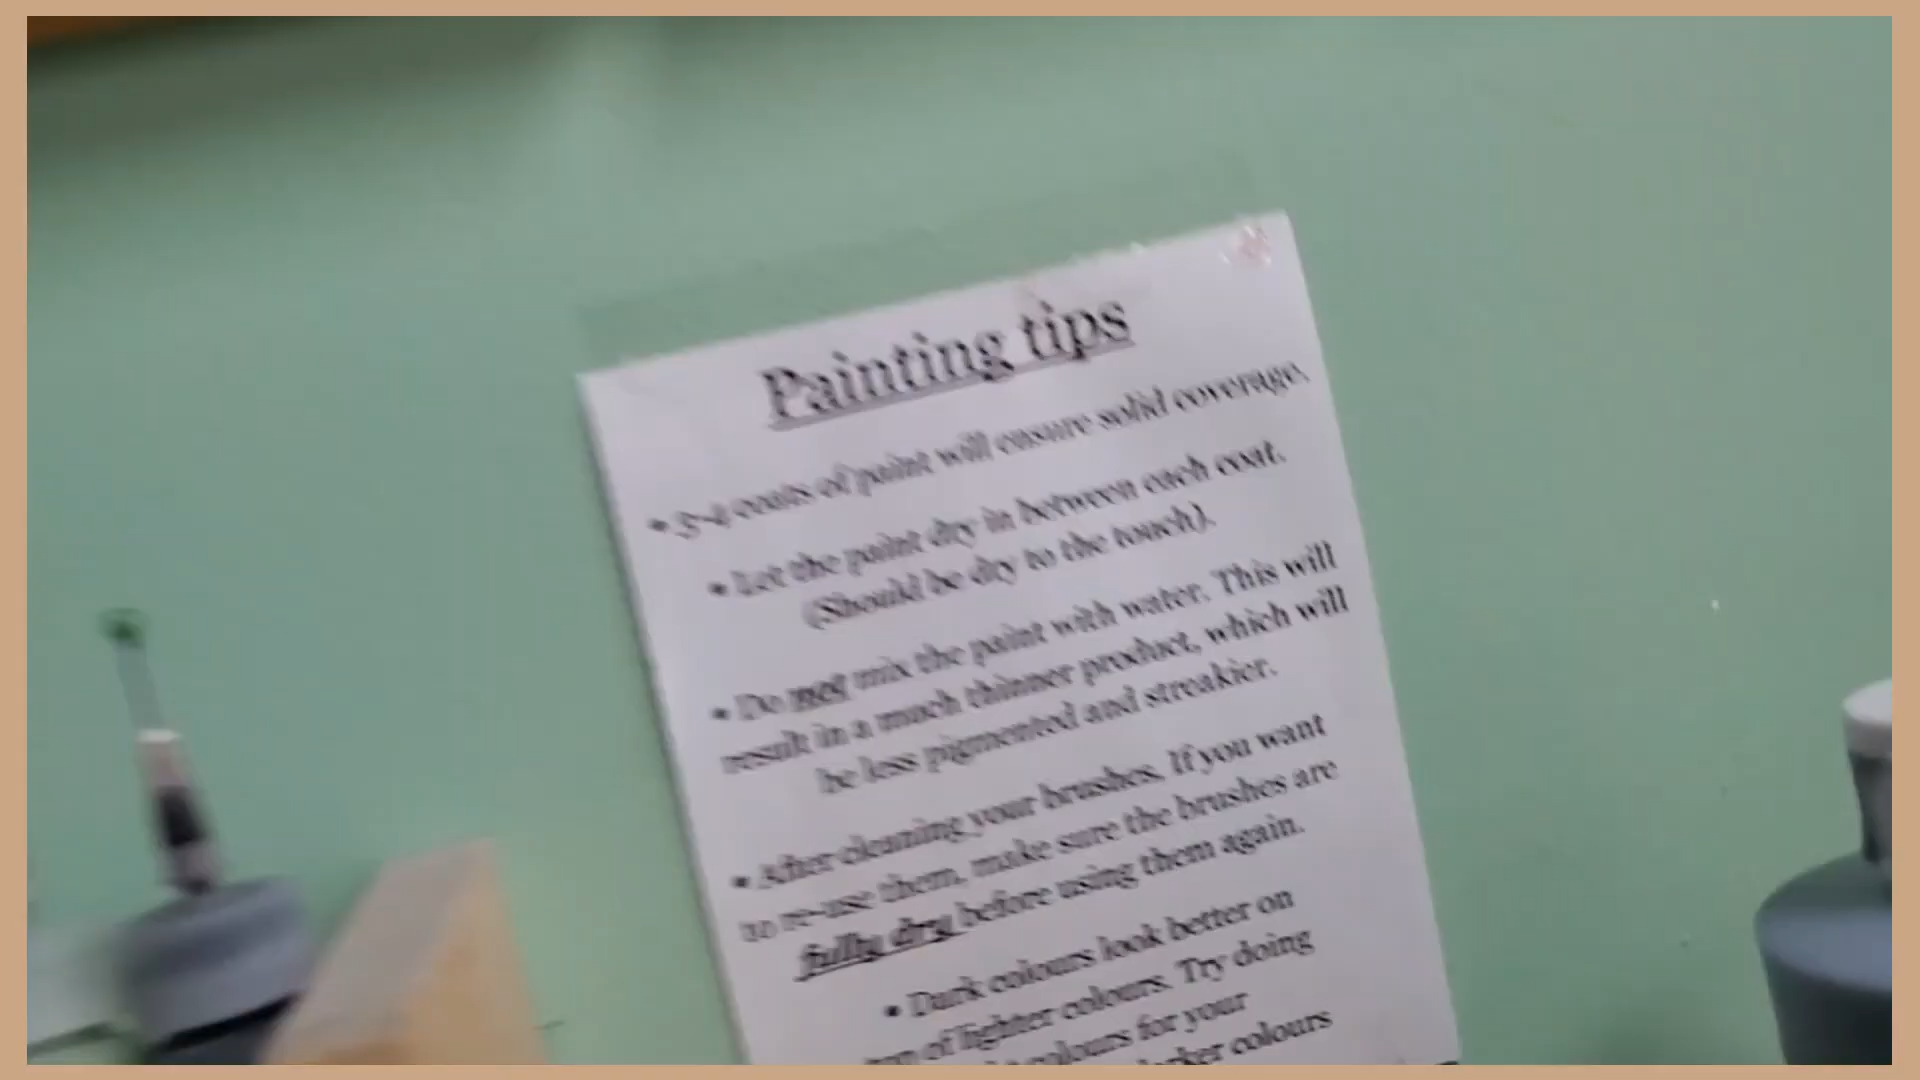 Painting tips
• 3-4 coats of paint will ensure solid coverage.
• Let the paint dry in between each coat.
(Should be dry to the touch).
• Do not mix the paint with water. This will
result in a much thinner product, which will
be less pigmented and streakier.
• After cleaning your brushes. If you want
to re-use them, make sure the brushes are
fully dry before using them again.
• Dark colours look better on
top of lighter colours. Try doing
colours for your
darker colours